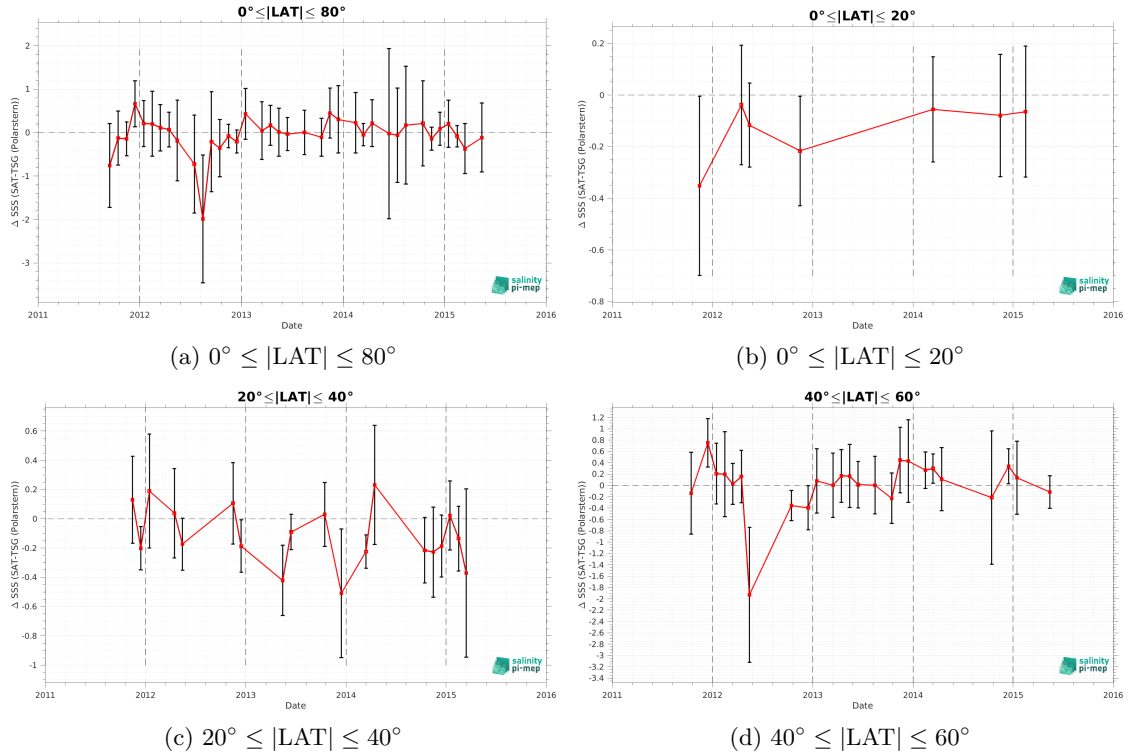 0°≤|LAT|≤ 80°
Δ SSS (SAT-TSG (Polarstern))
2
1
0
-1
-2
-3
2011
2012
2013
2014
2015
2016
Date
salinity
pi-mep
(a) 0° ≤ |LAT| ≤ 80°
0°≤|LAT|≤ 20°
Δ SSS (SAT-TSG (Polarstern))
0.2
0
-0.2
-0.4
-0.6
-0.8
2011
2012
2013
2014
2015
2016
Date
salinity
pi-mep
(b) 0° ≤ |LAT| ≤ 20°
20°≤|LAT|≤ 40°
Δ SSS (SAT-TSG (Polarstern))
0.6
0.4
0.2
0
-0.2
-0.4
-0.6
-0.8
-1
2011
2012
2013
2014
2015
2016
Date
salinity
pi-mep
(c) 20° ≤ |LAT| ≤ 40°
40°≤|LAT|≤ 60°
Δ SSS (SAT-TSG (Polarstern))
1.2
1
0.8
0.6
0.4
0.2
0
-0.2
-0.4
-0.6
-0.8
-1
-1.2
-1.4
-1.6
-1.8
-2
-2.2
-2.4
-2.6
-2.8
-3
-3.2
-3.4
2011
2012
2013
2014
2015
2016
Date
salinity
pi-mep
(d) 40° ≤ |LAT| ≤ 60°